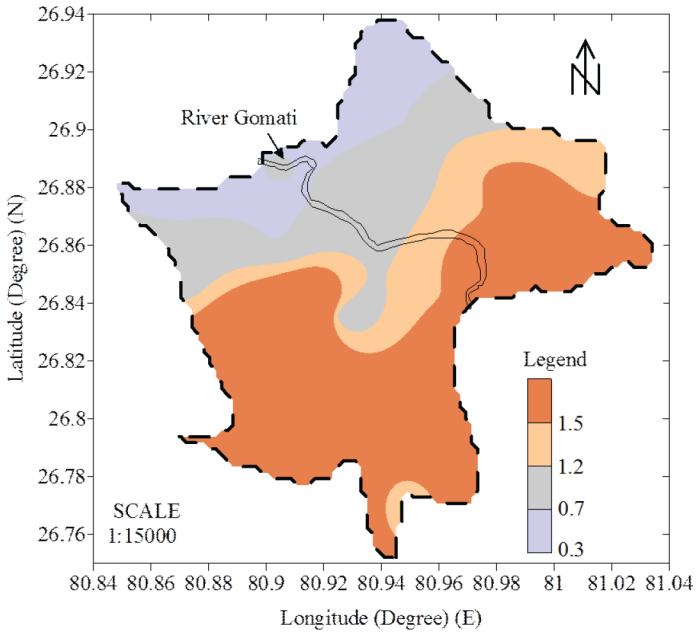 26.94
26.92
26.9
26.88
26.86
26.84
26.82
26.8
26.78
26.76
Latitude (Degree) (N)
River Gomati
N
Legend
1.5
1.2
0.7
0.3
SCALE
1:15000
80.84 80.86 80.88 80.9 80.92 80.94 80.96 80.98 81 81.02 81.04
Longitude (Degree) (E)